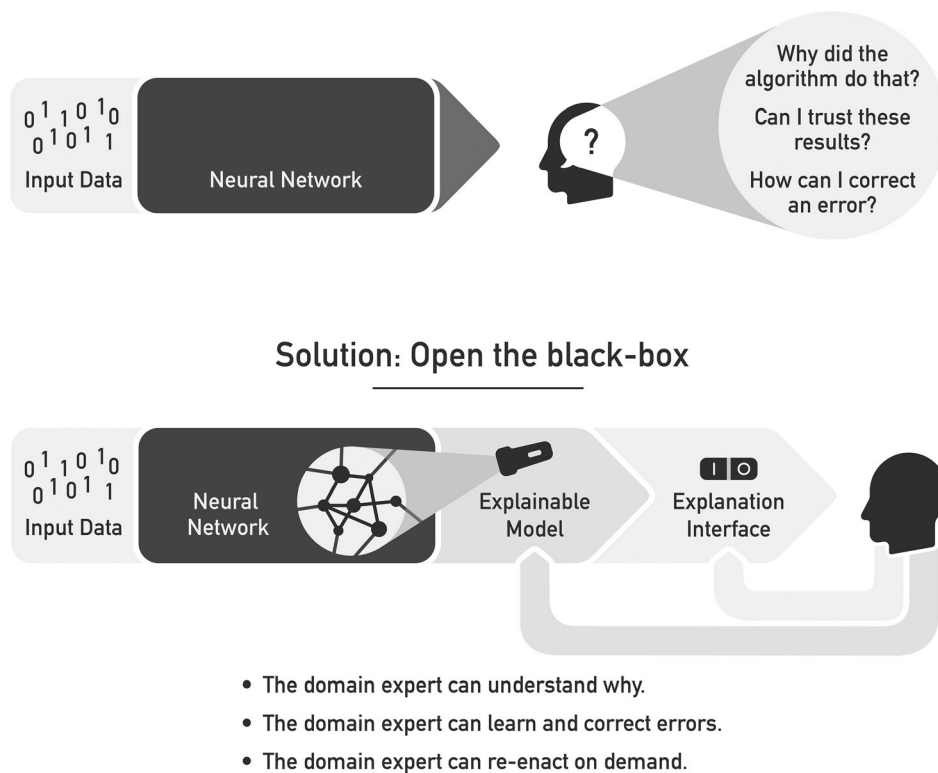 0 1 1 0 1 0
0 1 0 1 1
Input Data
Neural Network
?
Why did the
algorithm do that?
Can I trust these
results?
How can I correct
an error?
Solution: Open the black-box
0 1 1 0 1 0
0 1 0 1 1
Input Data
Neural
Network
Explainable
Model
I O
Explanation
Interface
• The domain expert can understand why.
• The domain expert can learn and correct errors.
• The domain expert can re-enact on demand.